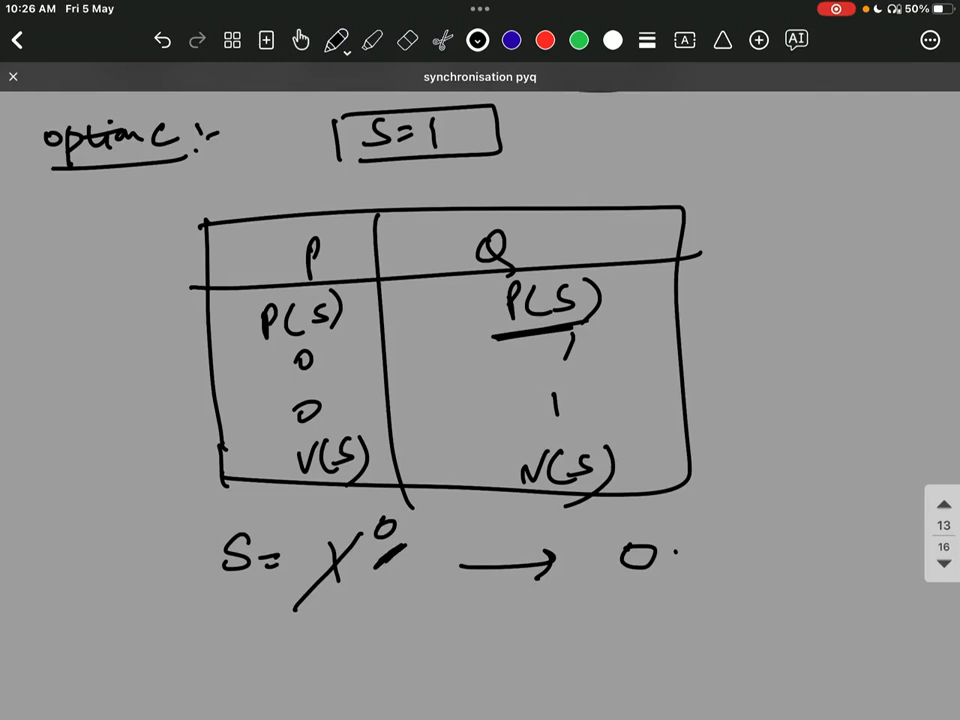 10:26 AM Fri 5 May
50%
A
AI
synchronisation pyq
option C :-
S = 1
P Q
P(S) P(S)
0 1
0 1
V(S) V(S)
S = 1 0 → 0.
13
16